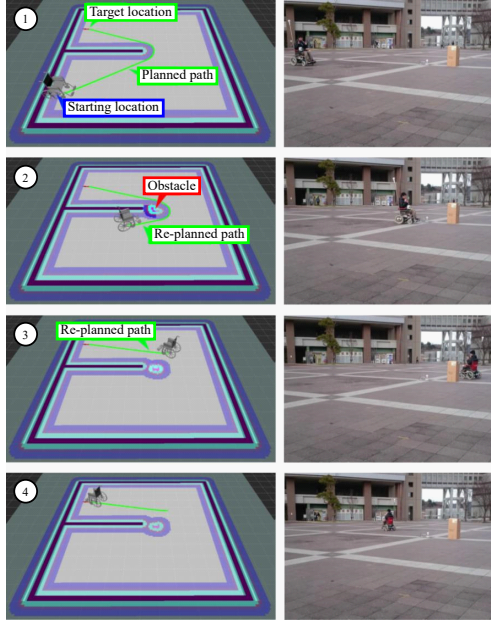 1
Target location
Planned path
Starting location
2
Obstacle
Re-planned path
3
Re-planned path
4